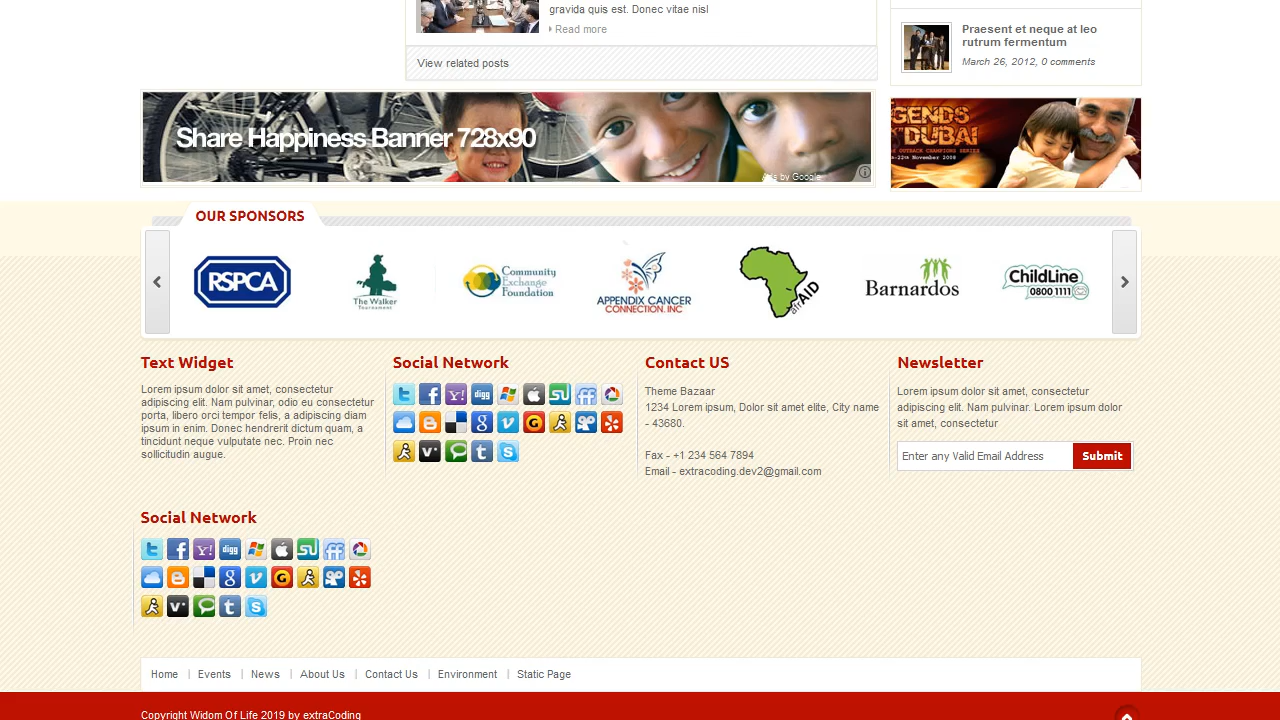 gravida quis est. Donec vitae nisl
Read more
View related posts
Praesent et neque at leo
rutrum fermentum
March 26, 2012, 0 comments
Share Happiness Banner 728x90
Ads by Google
GENDS
DUBAI
OUTBACK CHAMPIONS SERIES
-22th November 2008
OUR SPONSORS
RSPCA
The Walker
Tournament
Community
Exchange
Foundation
APPENDIX CANCER
CONNECTION. INC
afriAID
Barnardos
ChildLine
0800 1111
Text Widget
Lorem ipsum dolor sit amet, consectetur
adipiscing elit. Nam pulvinar, odio eu consectetur
porta, libero orci tempor felis, a adipiscing diam
ipsum in enim. Donec hendrerit dictum quam, a
tincidunt neque vulputate nec. Proin nec
sollicitudin augue.
Social Network
Contact US
Theme Bazaar
1234 Lorem ipsum, Dolor sit amet elite, City name
- 43680.
Fax - +1 234 564 7894
Email - extracoding.dev2@gmail.com
Newsletter
Lorem ipsum dolor sit amet, consectetur
adipiscing elit. Nam pulvinar. Lorem ipsum dolor
sit amet, consectetur
Enter any Valid Email Address
Submit
Social Network
Home | Events | News | About Us | Contact Us | Environment | Static Page
Copyright Widom Of Life 2019 by extraCoding